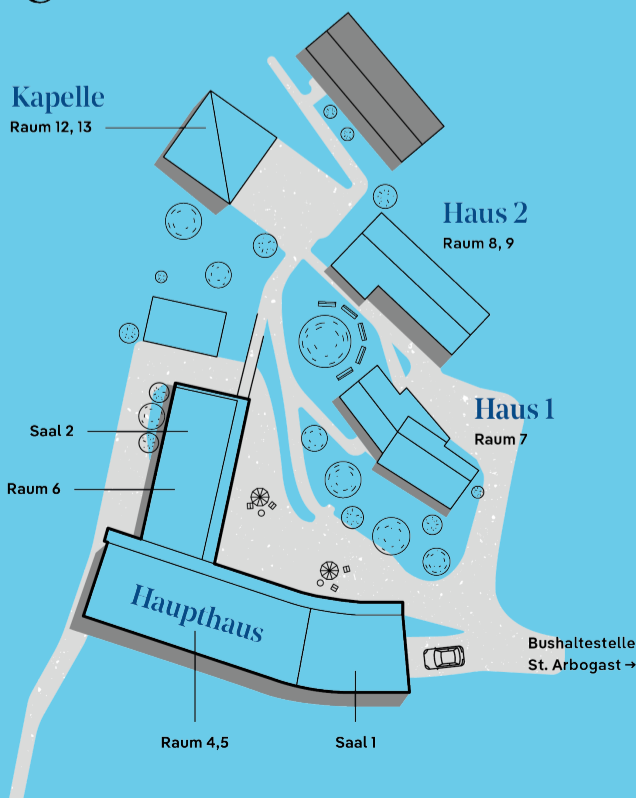 Kapelle
Raum 12, 13
Haus 2
Raum 8, 9
Haus 1
Raum 7
Saal 2
Raum 6
Haupthaus
Bushaltestelle
St. Arbogast →
Raum 4,5
Saal 1